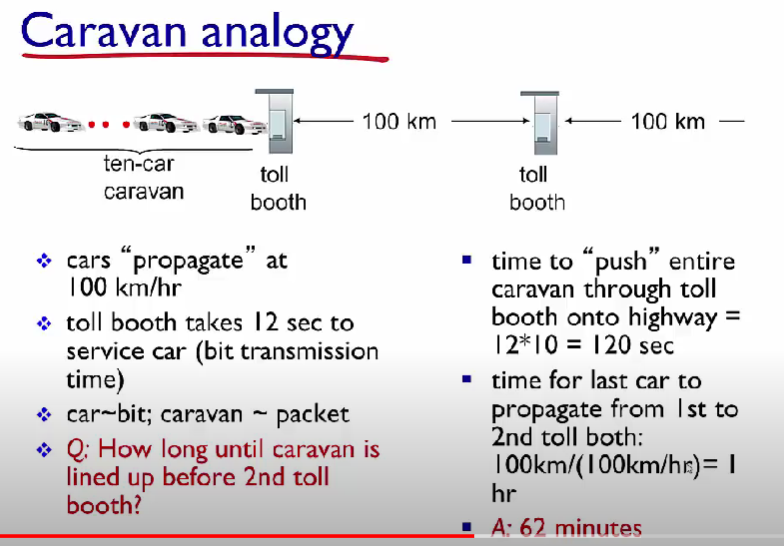 Caravan analogy
100 km
100 km
ten-car
caravan
toll
booth
toll
booth
❖ cars “propagate” at
100 km/hr
❖ toll booth takes 12 sec to
service car (bit transmission
time)
❖ car~bit; caravan ~ packet
❖ Q: How long until caravan is
lined up before 2nd toll
booth?
▪ time to “push” entire
caravan through toll
booth onto highway =
12*10 = 120 sec
▪ time for last car to
propagate from 1st to
2nd toll both:
100km/(100km/hr)= 1
hr
▪ A: 62 minutes